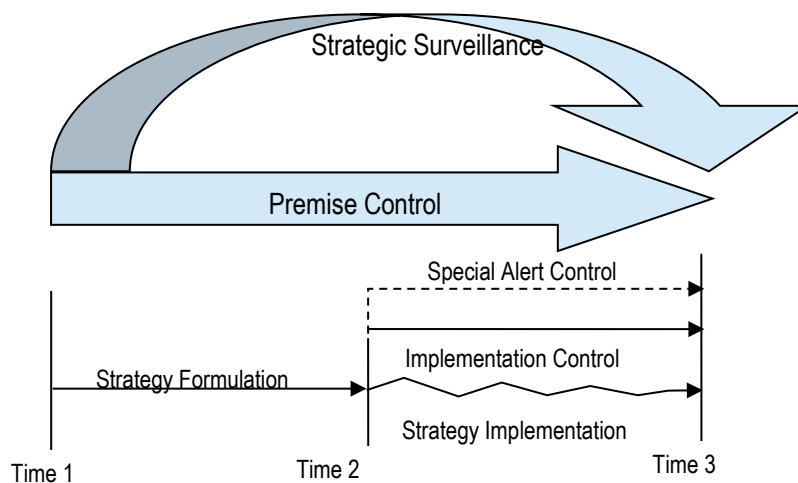 Strategic Surveillance
Premise Control
Special Alert Control
Implementation Control
Strategy Formulation
Strategy Implementation
Time 1
Time 2
Time 3